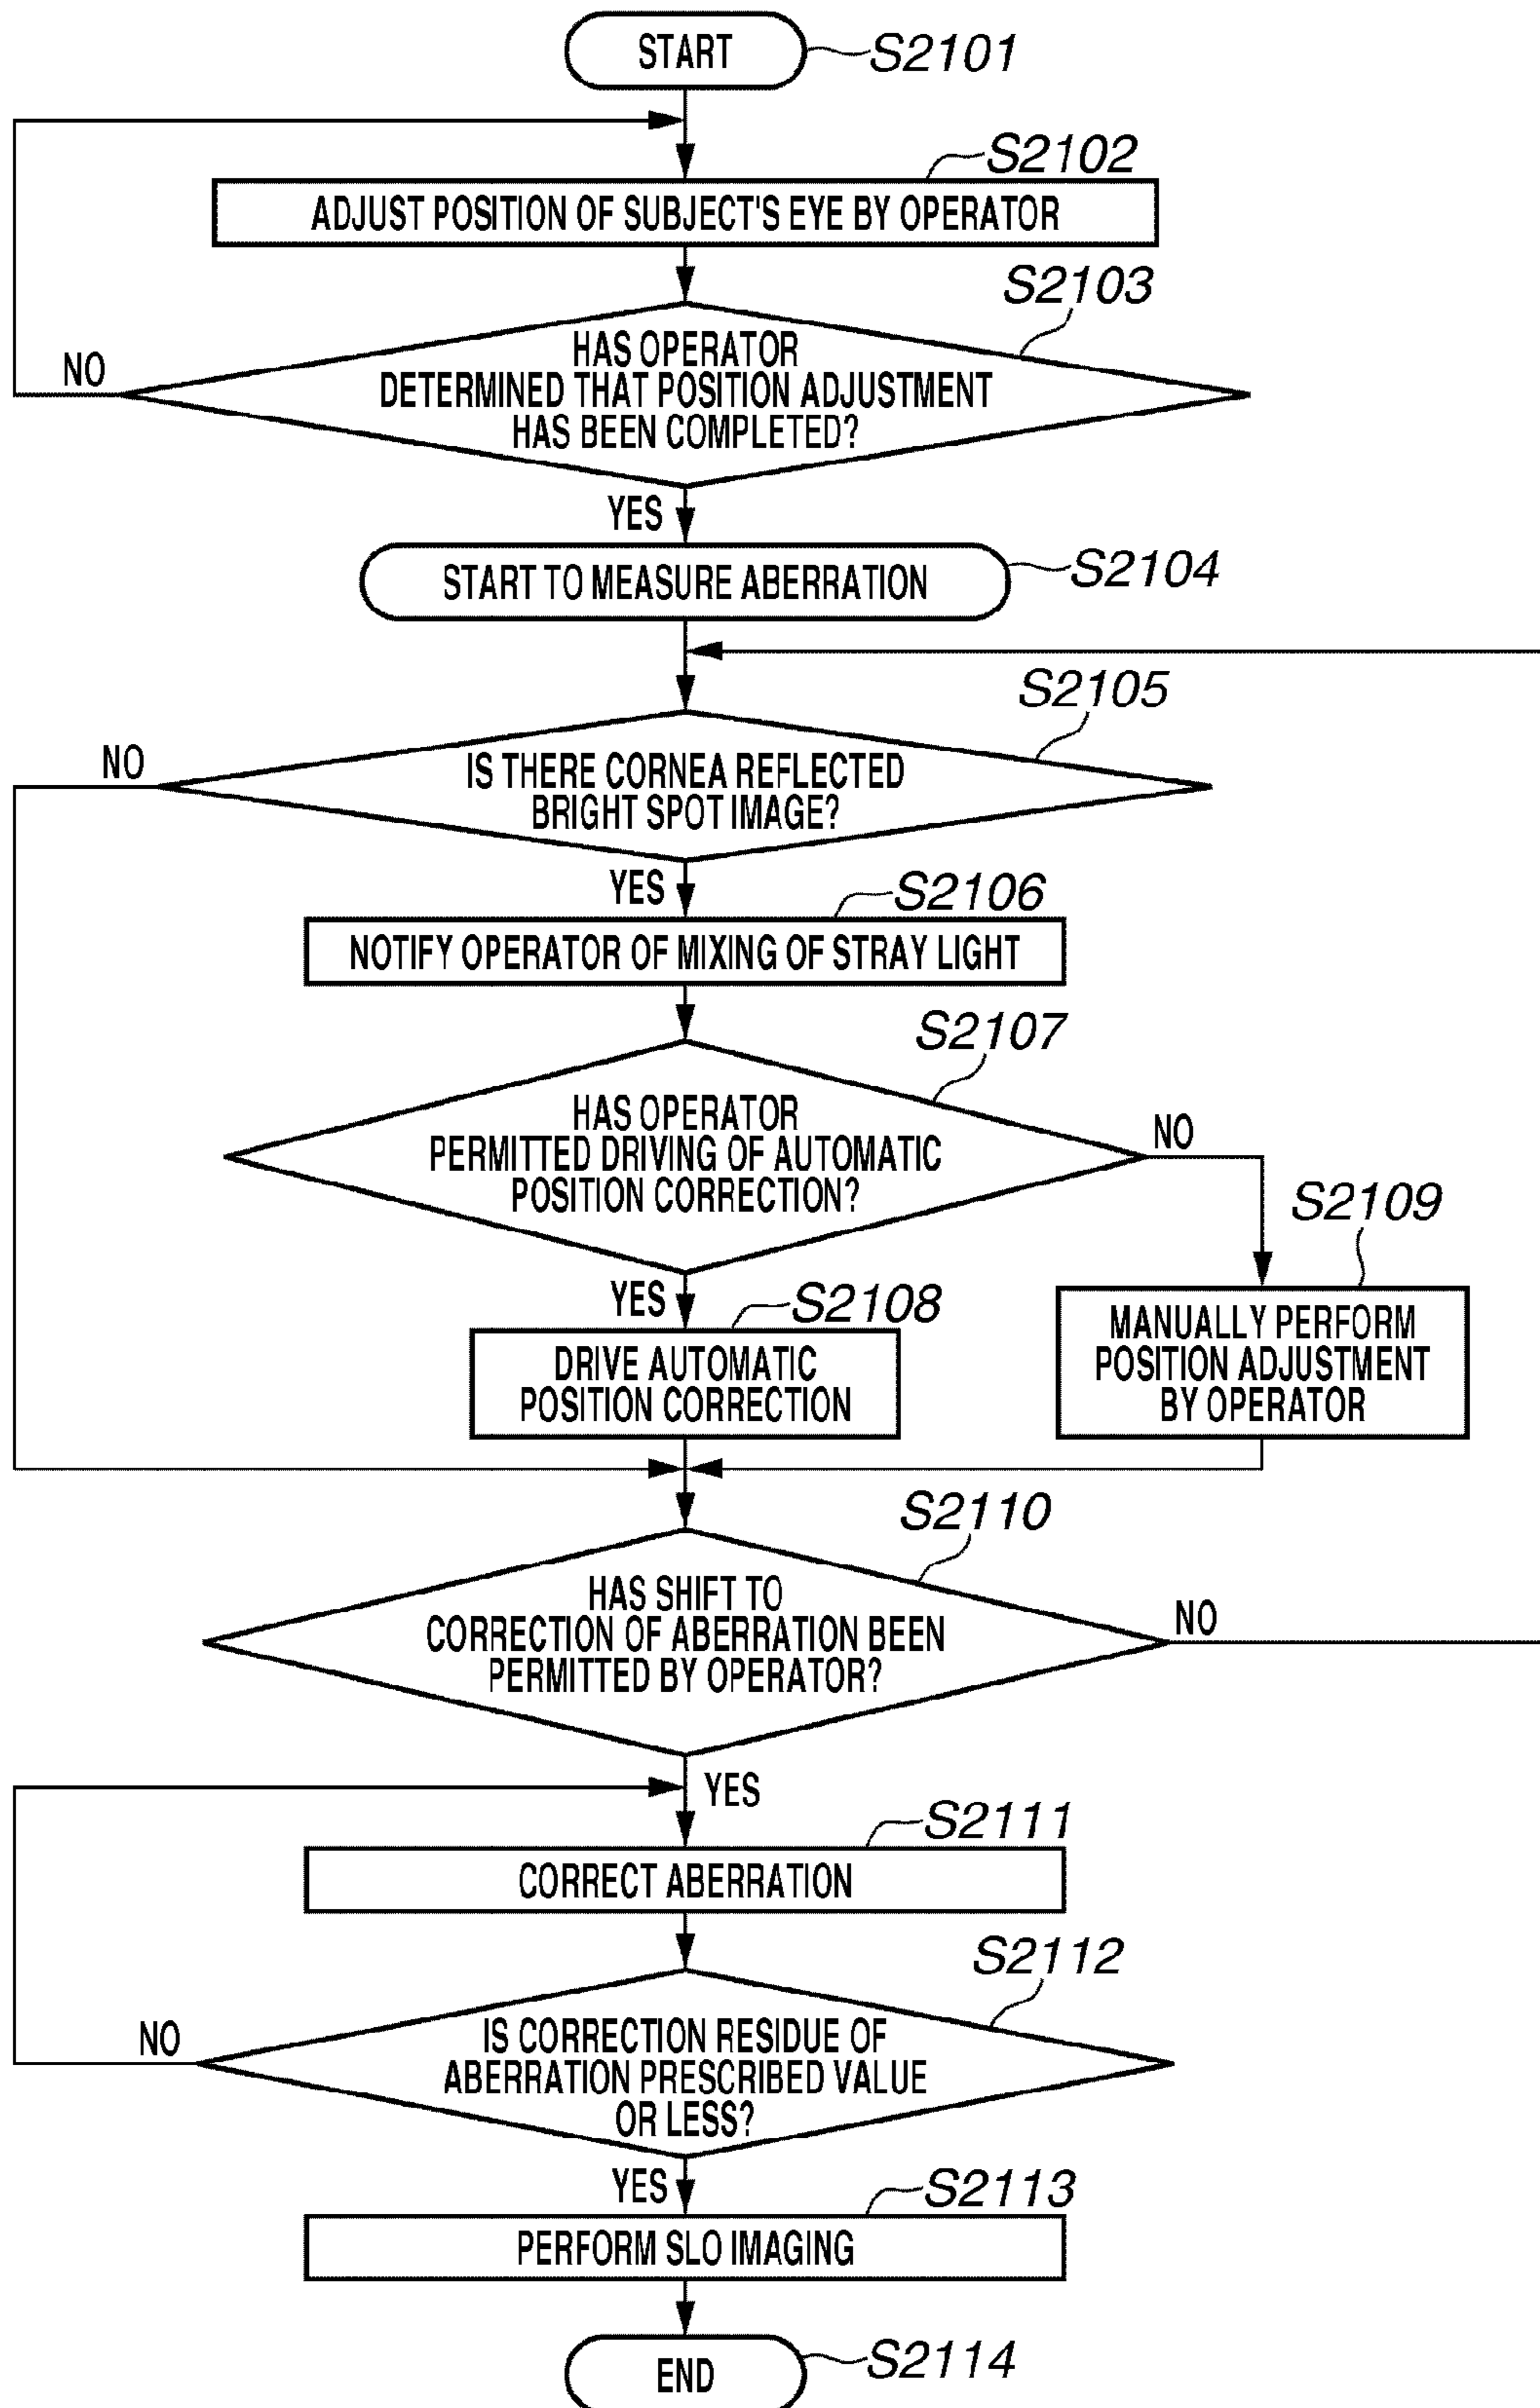 START
S2101
S2102
ADJUST POSITION OF SUBJECT'S EYE BY OPERATOR
S2103
HAS OPERATOR
DETERMINED THAT POSITION ADJUSTMENT
HAS BEEN COMPLETED?
NO
YES
START TO MEASURE ABERRATION
S2104
S2105
IS THERE CORNEA REFLECTED
BRIGHT SPOT IMAGE?
NO
YES
S2106
NOTIFY OPERATOR OF MIXING OF STRAY LIGHT
S2107
HAS OPERATOR
PERMITTED DRIVING OF AUTOMATIC
POSITION CORRECTION?
NO
YES
S2108
DRIVE AUTOMATIC
POSITION CORRECTION
S2109
MANUALLY PERFORM
POSITION ADJUSTMENT
BY OPERATOR
S2110
HAS SHIFT TO
CORRECTION OF ABERRATION BEEN
PERMITTED BY OPERATOR?
NO
YES
S2111
CORRECT ABERRATION
S2112
IS CORRECTION RESIDUE OF
ABERRATION PRESCRIBED VALUE
OR LESS?
NO
YES
S2113
PERFORM SLO IMAGING
END
S2114